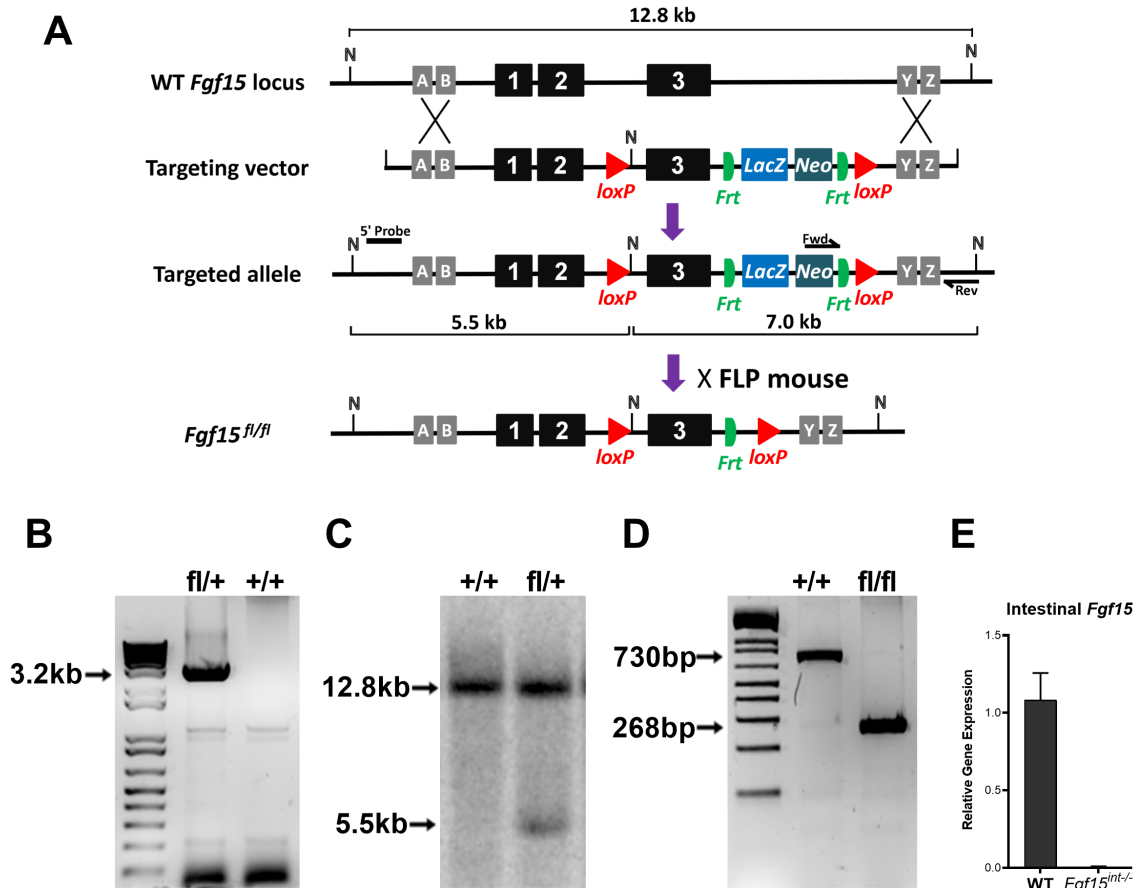 A
12.8 kb
N N
WT Fgf15 locus
A B 1 2 3 Y Z
N
Targeting vector
A B 1 2 3 LacZ Neo Y Z
loxP Frt Frt loxP
N 5' Probe N Fwd N
Targeted allele
A B 1 2 3 LacZ Neo Y Z
loxP Frt Frt loxP Rev
5.5 kb 7.0 kb
X FLP mouse
N N N
Fgf15 fl/fl
A B 1 2 3 Y Z
loxP Frt loxP
B
fl/+ +/+
3.2kb
C
+/+ fl/+
12.8kb
5.5kb
D
+/+ fl/fl
730bp
268bp
E
Intestinal Fgf15
Relative Gene Expression
1.5
1.0
0.5
0.0
WT Fgf15int-/-